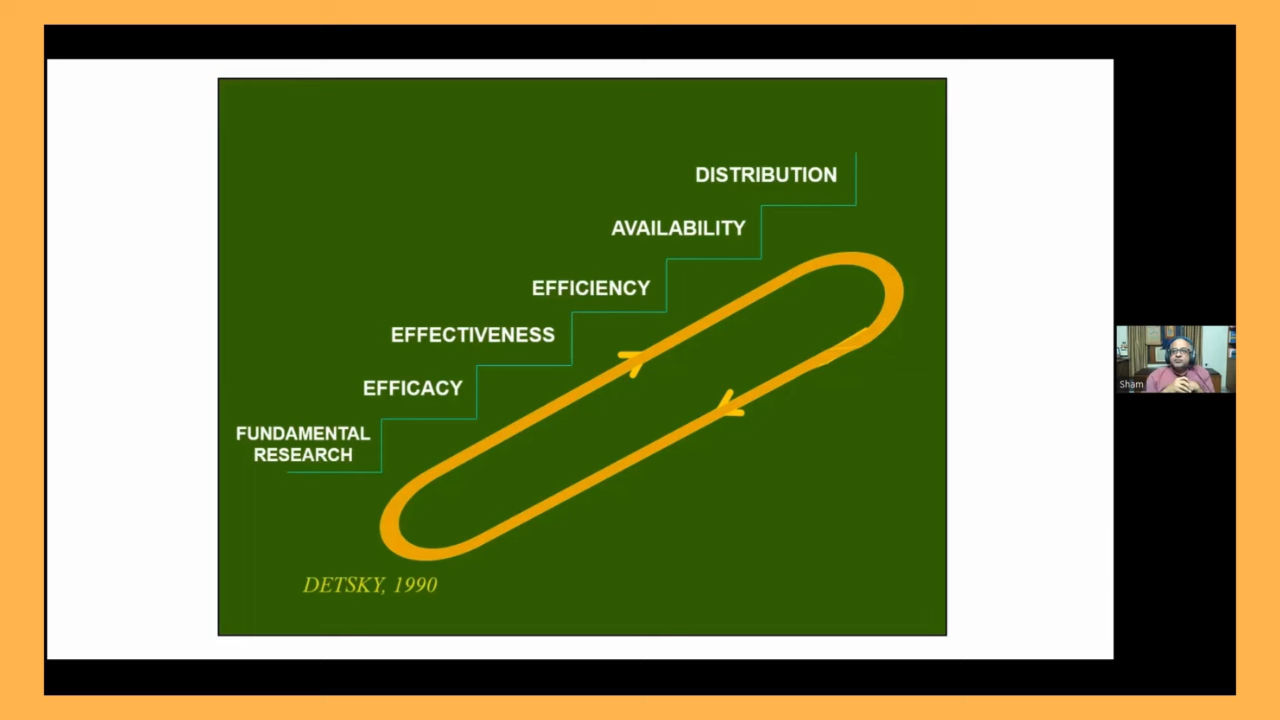 DISTRIBUTION
AVAILABILITY
EFFICIENCY
EFFECTIVENESS
EFFICACY
FUNDAMENTAL
RESEARCH
DETSKY, 1990
Sham